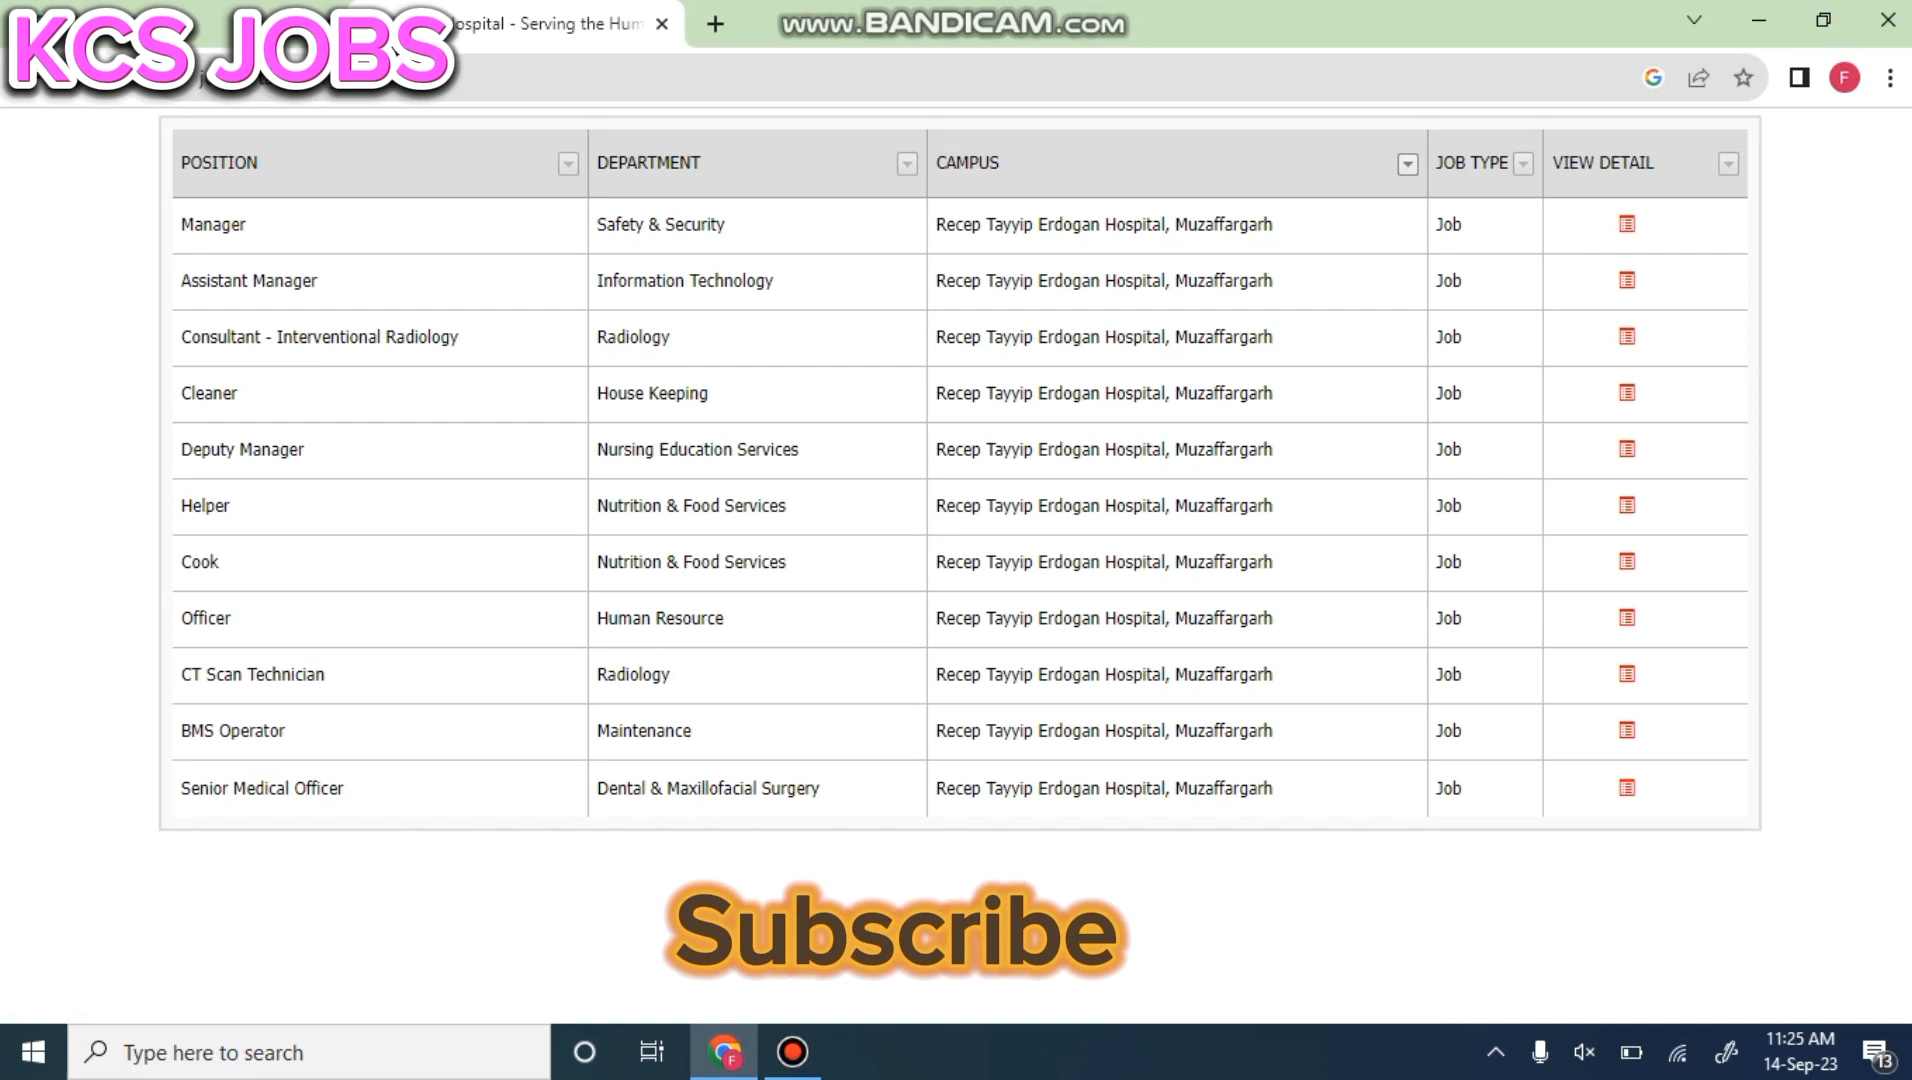 KCS JOBS
ospital - Serving the Hum
www.BANDICAM.com
F
POSITION DEPARTMENT CAMPUS JOB TYPE VIEW DETAIL
Manager Safety & Security Recep Tayyip Erdogan Hospital, Muzaffargarh Job
Assistant Manager Information Technology Recep Tayyip Erdogan Hospital, Muzaffargarh Job
Consultant - Interventional Radiology Radiology Recep Tayyip Erdogan Hospital, Muzaffargarh Job
Cleaner House Keeping Recep Tayyip Erdogan Hospital, Muzaffargarh Job
Deputy Manager Nursing Education Services Recep Tayyip Erdogan Hospital, Muzaffargarh Job
Helper Nutrition & Food Services Recep Tayyip Erdogan Hospital, Muzaffargarh Job
Cook Nutrition & Food Services Recep Tayyip Erdogan Hospital, Muzaffargarh Job
Officer Human Resource Recep Tayyip Erdogan Hospital, Muzaffargarh Job
CT Scan Technician Radiology Recep Tayyip Erdogan Hospital, Muzaffargarh Job
BMS Operator Maintenance Recep Tayyip Erdogan Hospital, Muzaffargarh Job
Senior Medical Officer Dental & Maxillofacial Surgery Recep Tayyip Erdogan Hospital, Muzaffargarh Job
Subscribe
Type here to search
F
11:25 AM
14-Sep-23
13